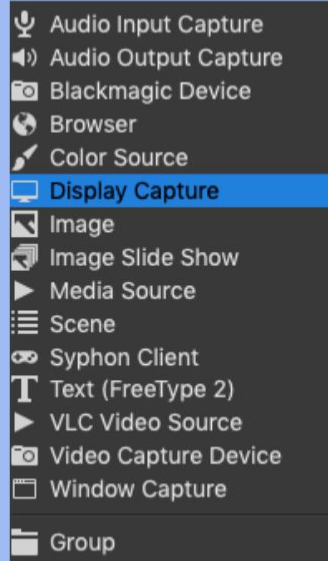 Audio Input Capture
Audio Output Capture
Blackmagic Device
Browser
Color Source
Display Capture
Image
Image Slide Show
Media Source
Scene
Syphon Client
Text (FreeType 2)
VLC Video Source
Video Capture Device
Window Capture
Group